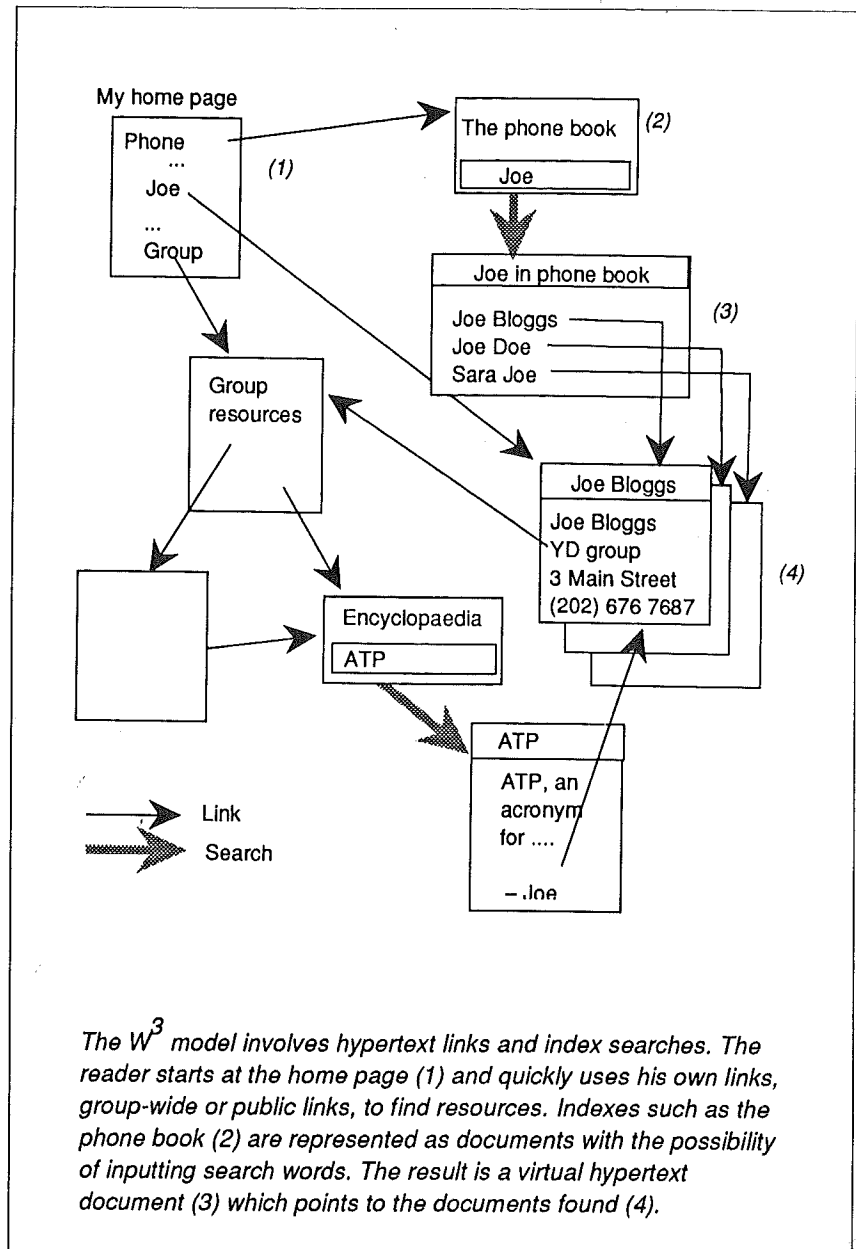 My home page
Phone
...
Joe
...
Group
(1)
The phone book
Joe
(2)
Joe in phone book
Joe Bloggs
Joe Doe
Sara Joe
(3)
Group
resources
Joe Bloggs
Joe Bloggs
YD group
3 Main Street
(202) 676 7687
(4)
Encyclopaedia
ATP
ATP
ATP, an
acronym
for ....
– Joe
Link
Search
The W³ model involves hypertext links and index searches. The
reader starts at the home page (1) and quickly uses his own links,
group-wide or public links, to find resources. Indexes such as the
phone book (2) are represented as documents with the possibility
of inputting search words. The result is a virtual hypertext
document (3) which points to the documents found (4).